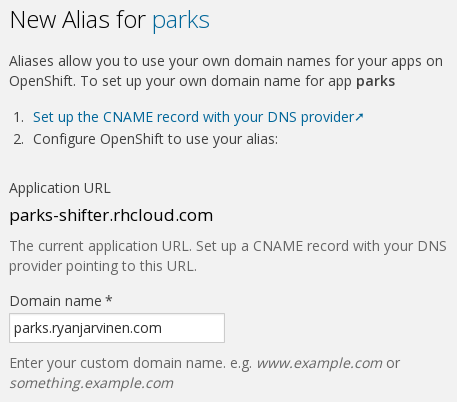 New Alias for parks
Aliases allow you to use your own domain names for your apps on
OpenShift. To set up your own domain name for app parks
1. Set up the CNAME record with your DNS provider↗
2. Configure OpenShift to use your alias:
Application URL
parks-shifter.rhcloud.com
The current application URL. Set up a CNAME record with your DNS
provider pointing to this URL.
Domain name *
parks.ryanjarvinen.com
Enter your custom domain name. e.g. www.example.com or
something.example.com